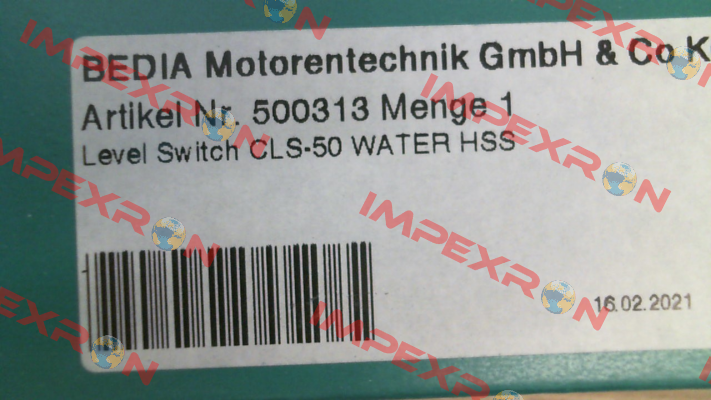 BEDIA Motorentechnik GmbH & Co K
Artikel Nr. 500313 Menge 1
Level Switch CLS-50 WATER HSS
16.02.2021
IMPEXRON